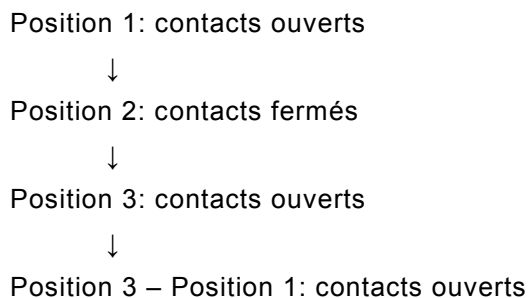 Position 1: contacts ouverts
↓
Position 2: contacts fermés
↓
Position 3: contacts ouverts
↓
Position 3 – Position 1: contacts ouverts